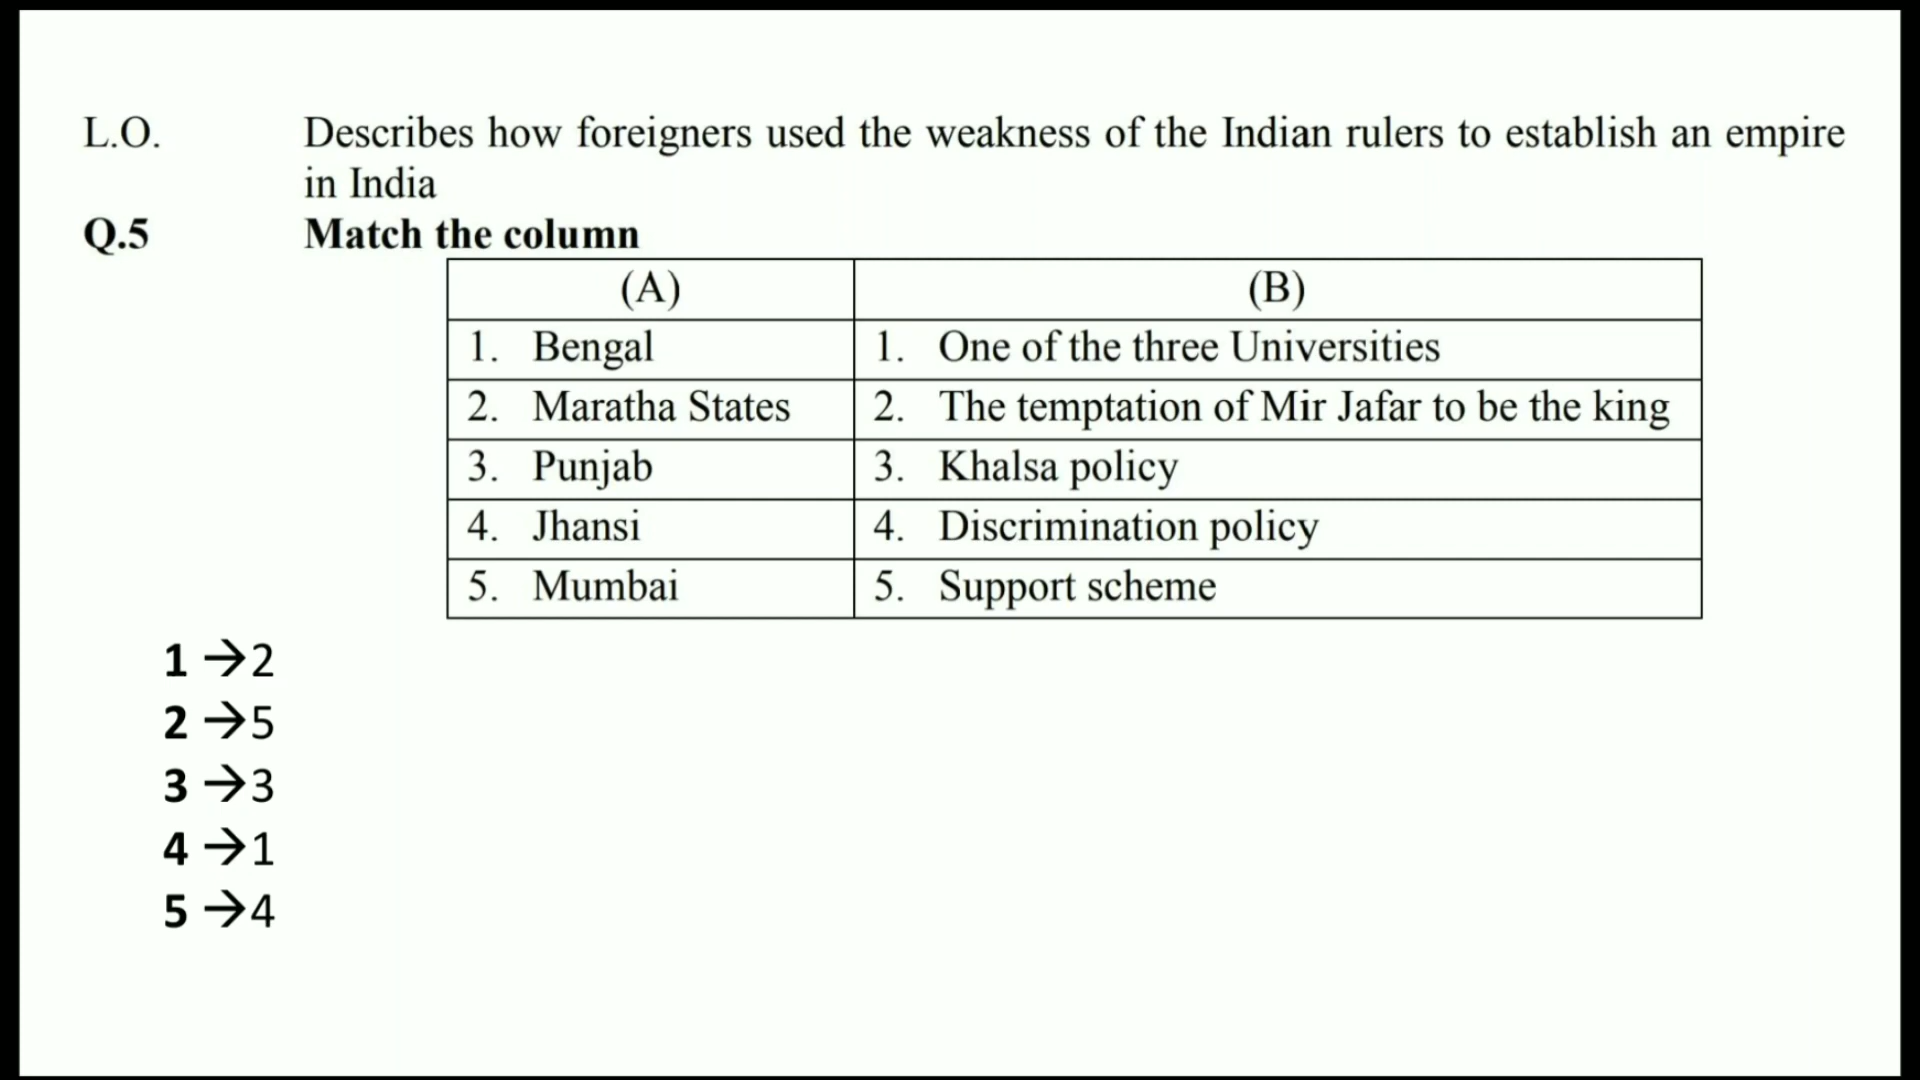 L.O. Describes how foreigners used the weakness of the Indian rulers to establish an empire
in India
Q.5 Match the column
(A) (B)
1. Bengal 1. One of the three Universities
2. Maratha States 2. The temptation of Mir Jafar to be the king
3. Punjab 3. Khalsa policy
4. Jhansi 4. Discrimination policy
5. Mumbai 5. Support scheme
1 →2
2 →5
3 →3
4 →1
5 →4